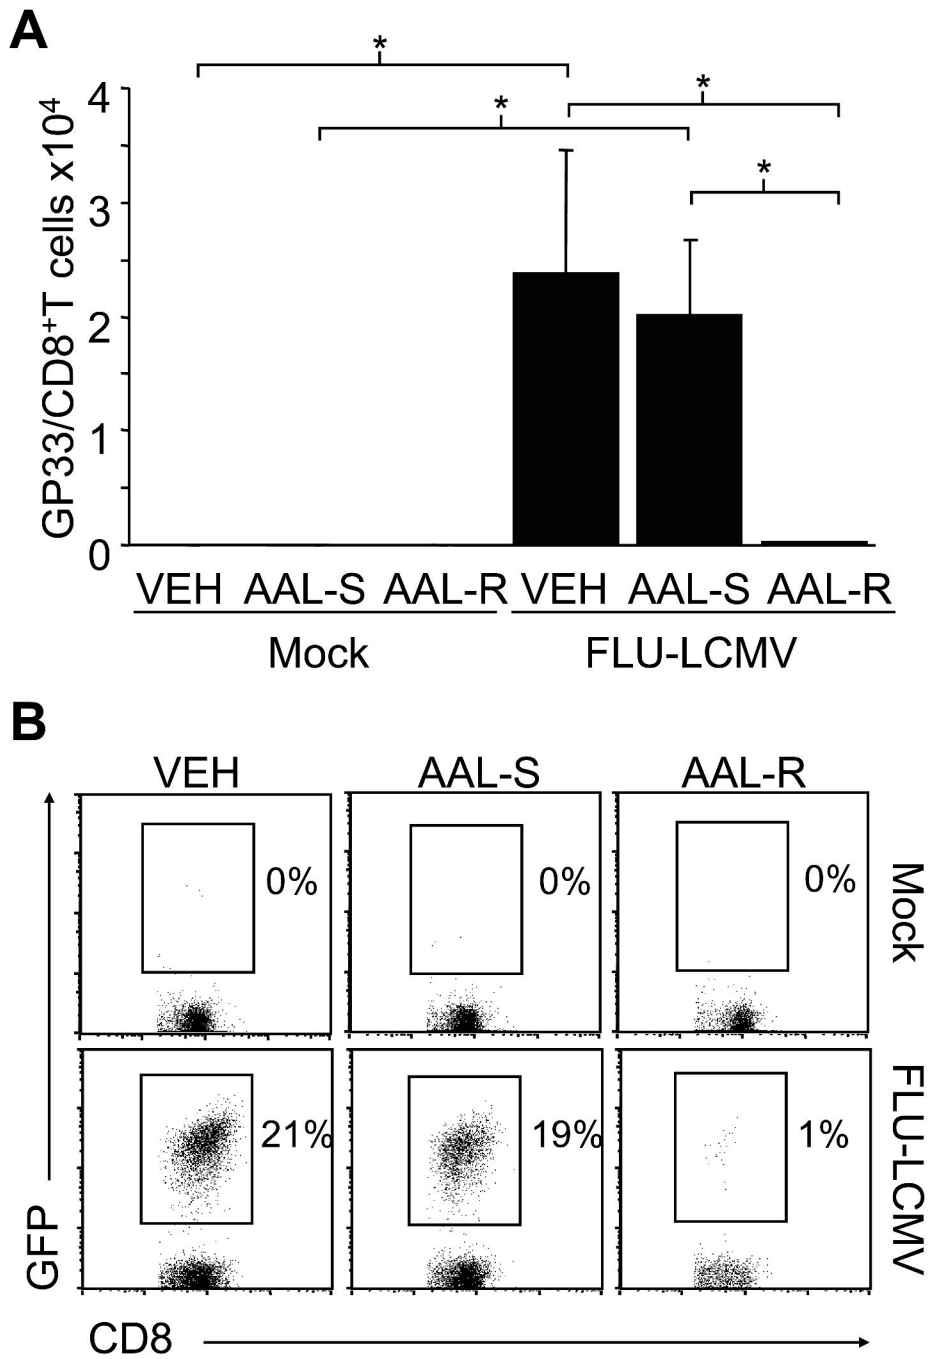 A
*
*
*
*
GP33/CD8⁺T cells x10⁴
4
3
2
1
0
VEH AAL-S AAL-R VEH AAL-S AAL-R
Mock FLU-LCMV
B
VEH AAL-S AAL-R
0% 0% 0%
Mock
21% 19% 1%
FLU-LCMV
GFP
CD8